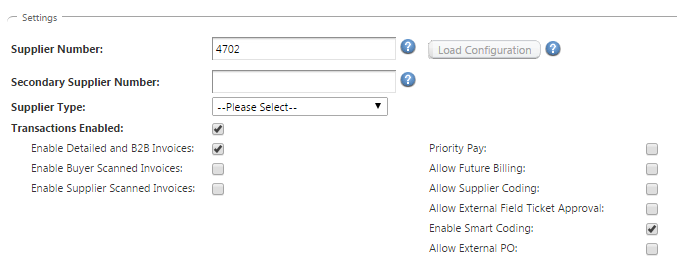 Settings
Supplier Number: 4702 ? Load Configuration ?
Secondary Supplier Number: ?
Supplier Type: --Please Select--
Transactions Enabled:
Enable Detailed and B2B Invoices: Priority Pay:
Enable Buyer Scanned Invoices: Allow Future Billing:
Enable Supplier Scanned Invoices: Allow Supplier Coding:
Allow External Field Ticket Approval:
Enable Smart Coding:
Allow External PO: